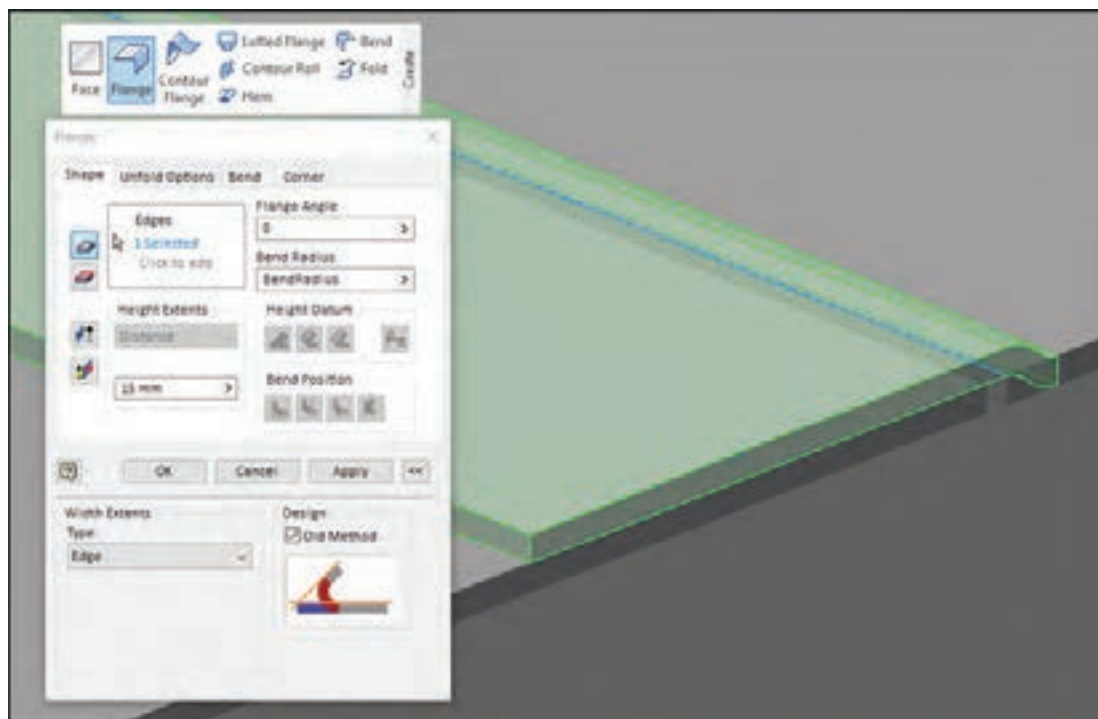 Face
Flange
Contour
Flange
Lofted Flange
Contour Roll
Hem
Bend
Fold
Create
Flange
Shape
Unfold Options
Bend
Corner
Edges
1 Selected
Click to add
Flange Angle
0
Bend Radius
BendRadius
Height Extents
Distance
15 mm
Height Datum
Bend Position
OK
Cancel
Apply
<<
Width Extents
Type:
Edge
Design
Old Method